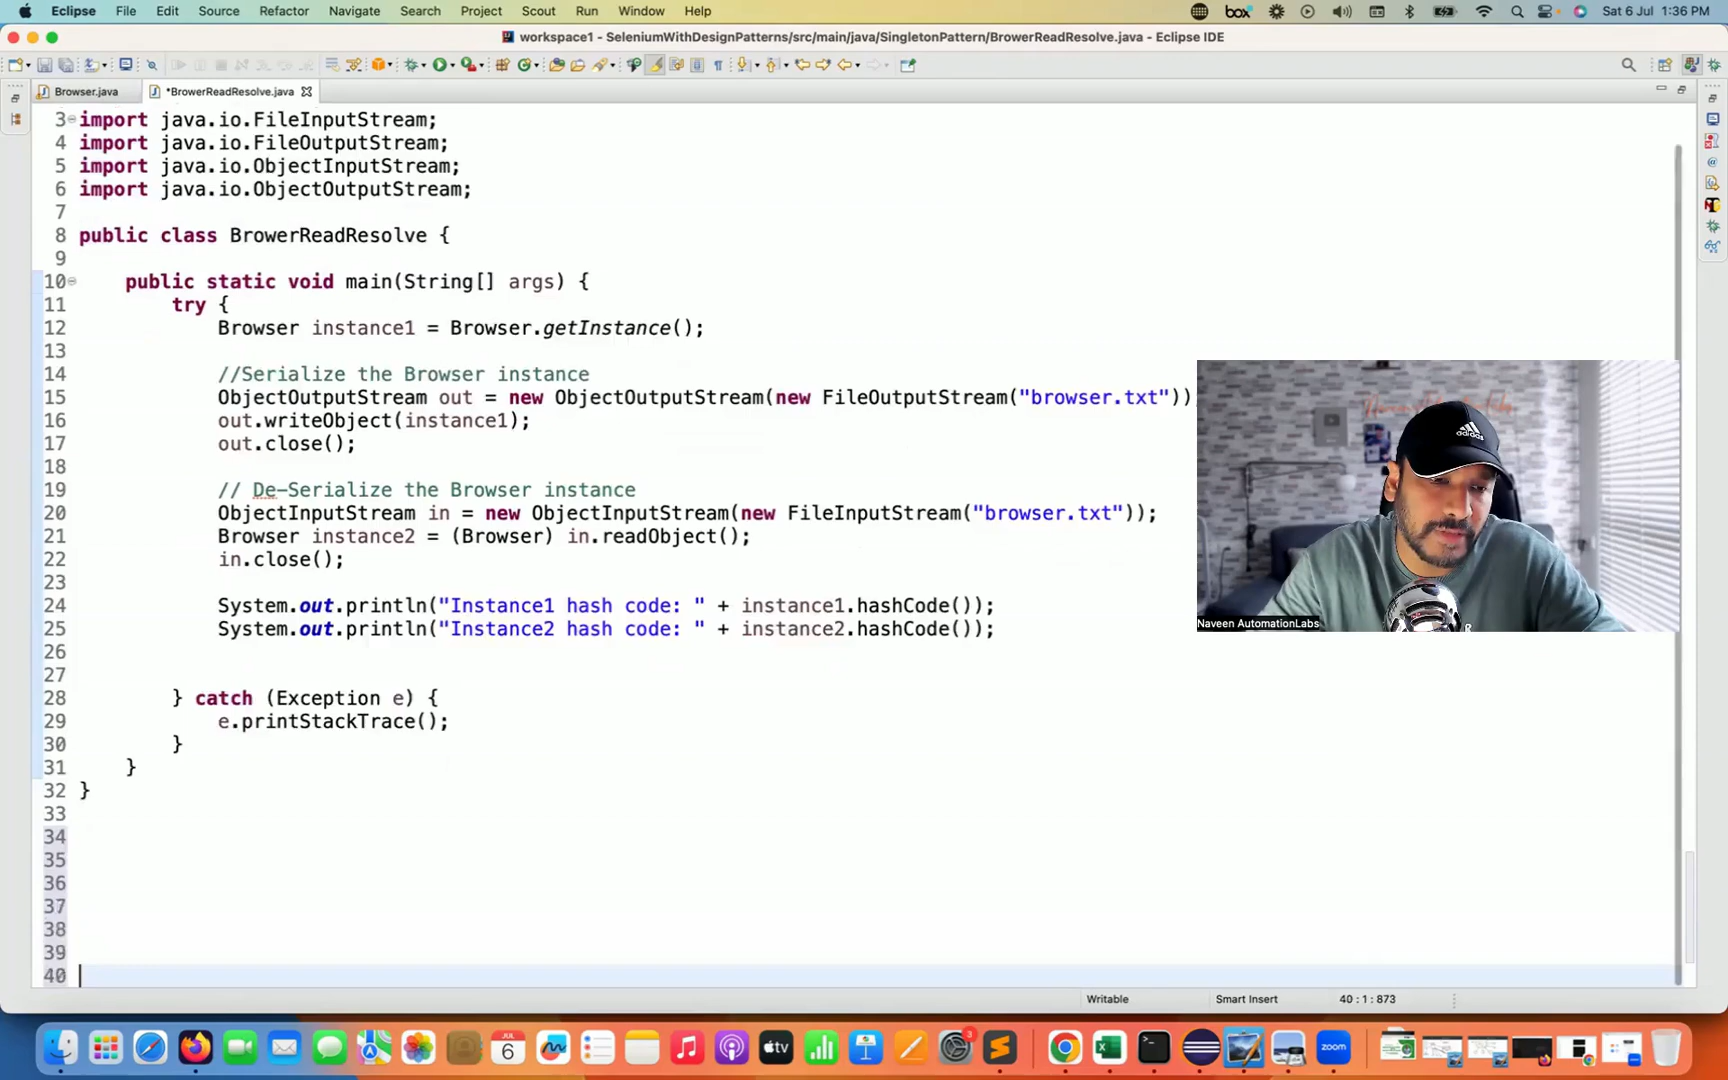 Eclipse File Edit Source Refactor Navigate Search Project Scout Run Window Help box Sat 6 Jul 1:36 PM
workspace1 - SeleniumWithDesignPatterns/src/main/java/SingletonPattern/BrowerReadResolve.java - Eclipse IDE
Browser.java *BrowerReadResolve.java
3 import java.io.FileInputStream;
4 import java.io.FileOutputStream;
5 import java.io.ObjectInputStream;
6 import java.io.ObjectOutputStream;
7
8 public class BrowerReadResolve {
9
10 public static void main(String[] args) {
11 try {
12 Browser instance1 = Browser.getInstance();
13
14 //Serialize the Browser instance
15 ObjectOutputStream out = new ObjectOutputStream(new FileOutputStream("browser.txt"))
16 out.writeObject(instance1);
17 out.close();
18
19 // De-Serialize the Browser instance
20 ObjectInputStream in = new ObjectInputStream(new FileInputStream("browser.txt"));
21 Browser instance2 = (Browser) in.readObject();
22 in.close();
23
24 System.out.println("Instance1 hash code: " + instance1.hashCode());
25 System.out.println("Instance2 hash code: " + instance2.hashCode());
26
27
28 } catch (Exception e) {
29 e.printStackTrace();
30 }
31 }
32 }
33
34
35
36
37
38
39
40
adidas
Naveen AutomationLabs
Writable Smart Insert 40 : 1 : 873
JUL
6
tv
3
zoom